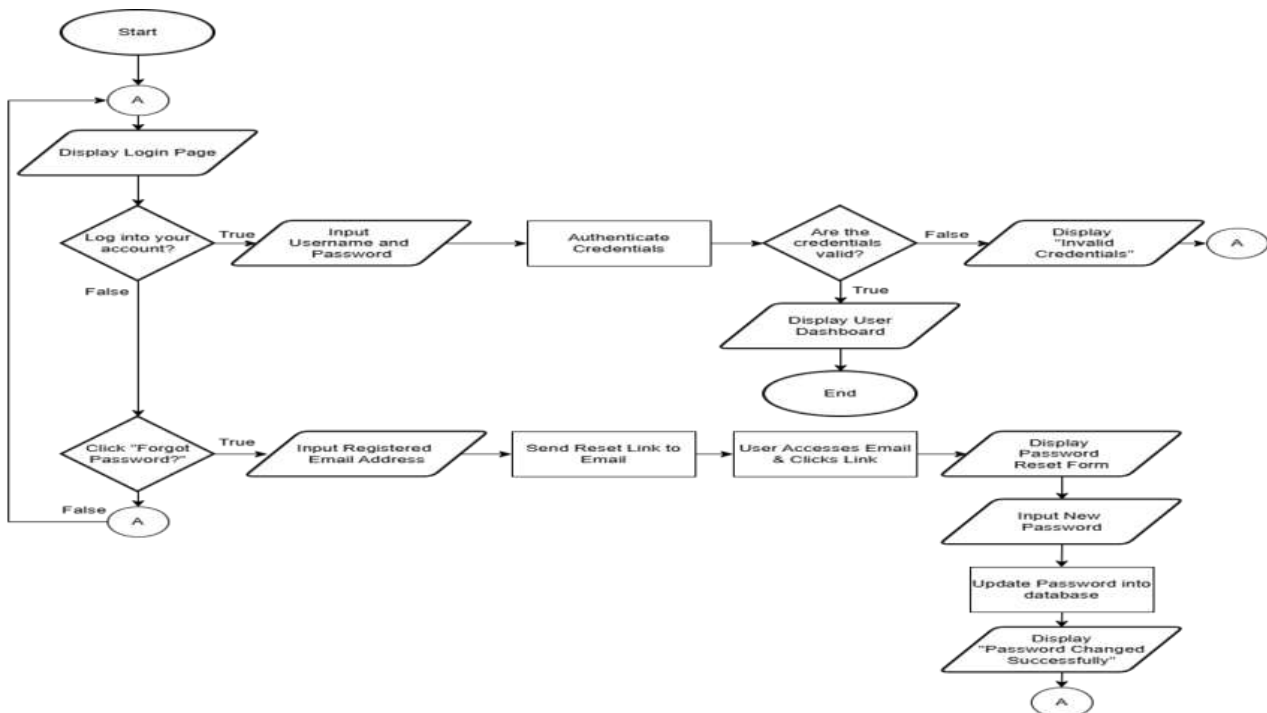 Start
A
Display Login Page
Log into your
account?
True
Input
Username and
Password
Authenticate
Credentials
Are the
credentials
valid?
False
Display
"Invalid
Credentials"
A
False
True
Display User
Dashboard
End
Click "Forgot
Password?"
True
Input Registered
Email Address
Send Reset Link to
Email
User Accesses Email
& Clicks Link
Display
Password
Reset Form
False
A
Input New
Password
Update Password into
database
Display
"Password Changed
Successfully"
A